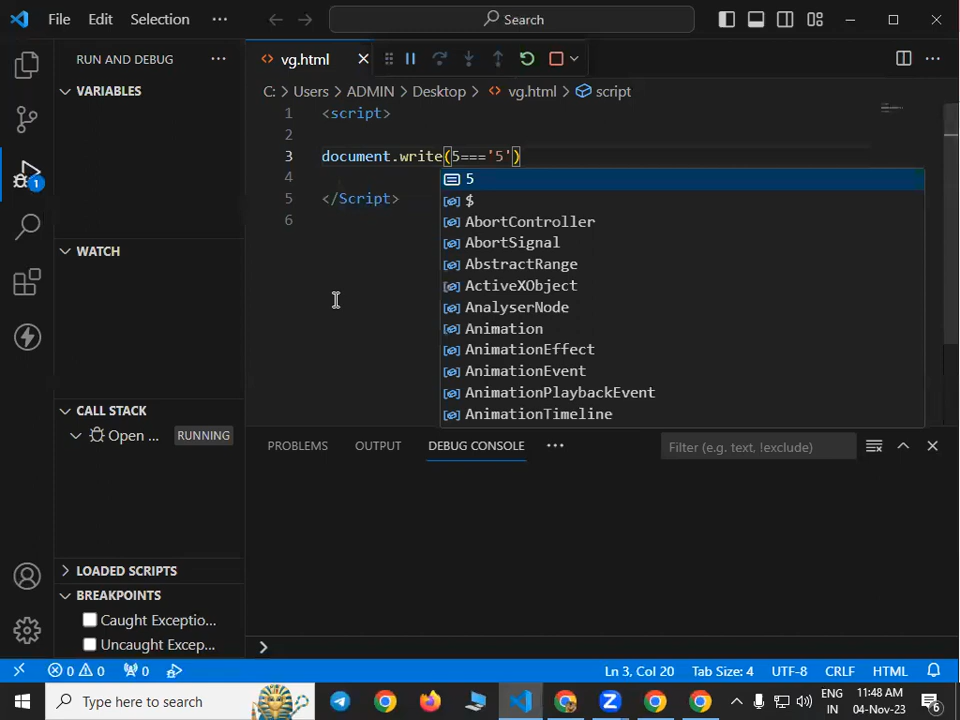 File Edit Selection ··· Search
RUN AND DEBUG ···
vg.html
VARIABLES
C: > Users > ADMIN > Desktop > vg.html > script
1 <script>
2
3 document.write(5==='5')
4
5 </Script>
6
5
$
AbortController
AbortSignal
AbstractRange
ActiveXObject
AnalyserNode
Animation
AnimationEffect
AnimationEvent
AnimationPlaybackEvent
AnimationTimeline
1
WATCH
CALL STACK
Open ... RUNNING
LOADED SCRIPTS
BREAKPOINTS
Caught Exceptio...
Uncaught Excep...
PROBLEMS OUTPUT DEBUG CONSOLE ··· Filter (e.g. text, !exclude)
>
0 0 0 Ln 3, Col 20 Tab Size: 4 UTF-8 CRLF HTML
Type here to search
ENG
IN
11:48 AM
04-Nov-23
6